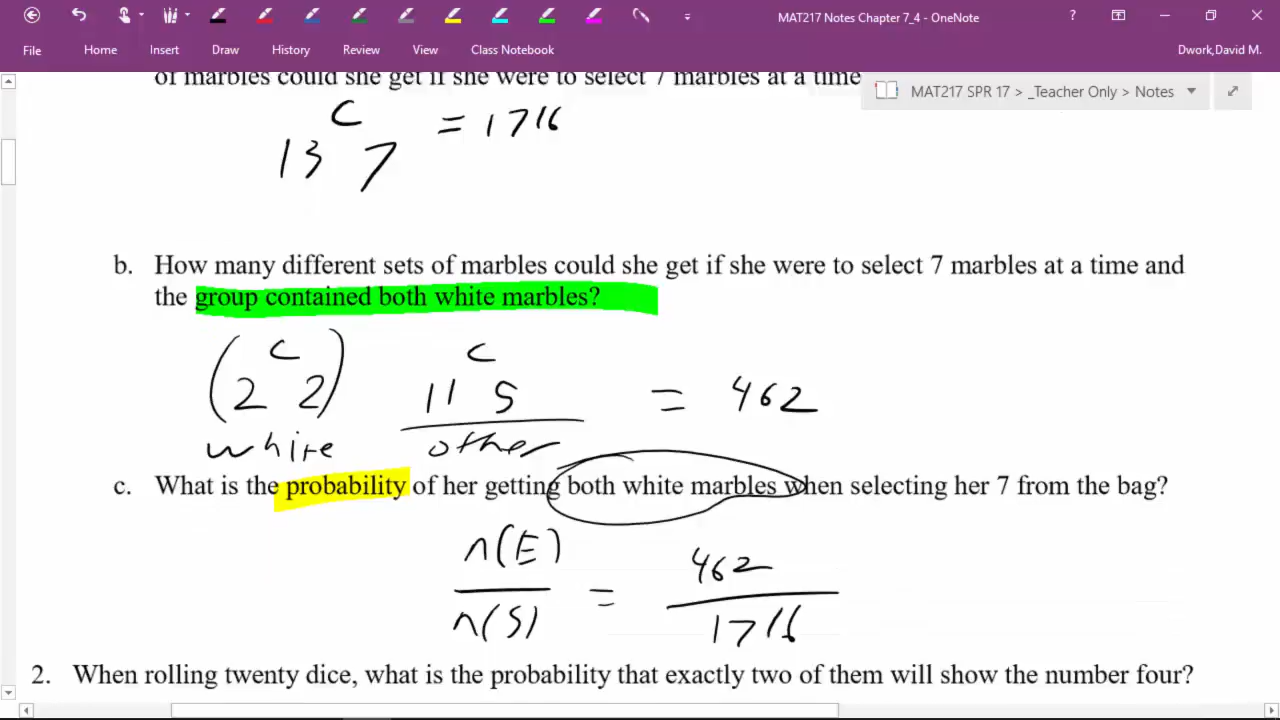 MAT217 Notes Chapter 7_4 - OneNote
?
File Home Insert Draw History Review View Class Notebook
Dwork,David M.
of marbles could she get if she were to select 7 marbles at a time
MAT217 SPR 17 > _Teacher Only > Notes
C
13 7 = 1716
b. How many different sets of marbles could she get if she were to select 7 marbles at a time and
the group contained both white marbles?
( C ) C
2 2 11 5 = 462
white other
c. What is the probability of her getting both white marbles when selecting her 7 from the bag?
n(E) 462
= 
n(S) 1716
2. When rolling twenty dice, what is the probability that exactly two of them will show the number four?